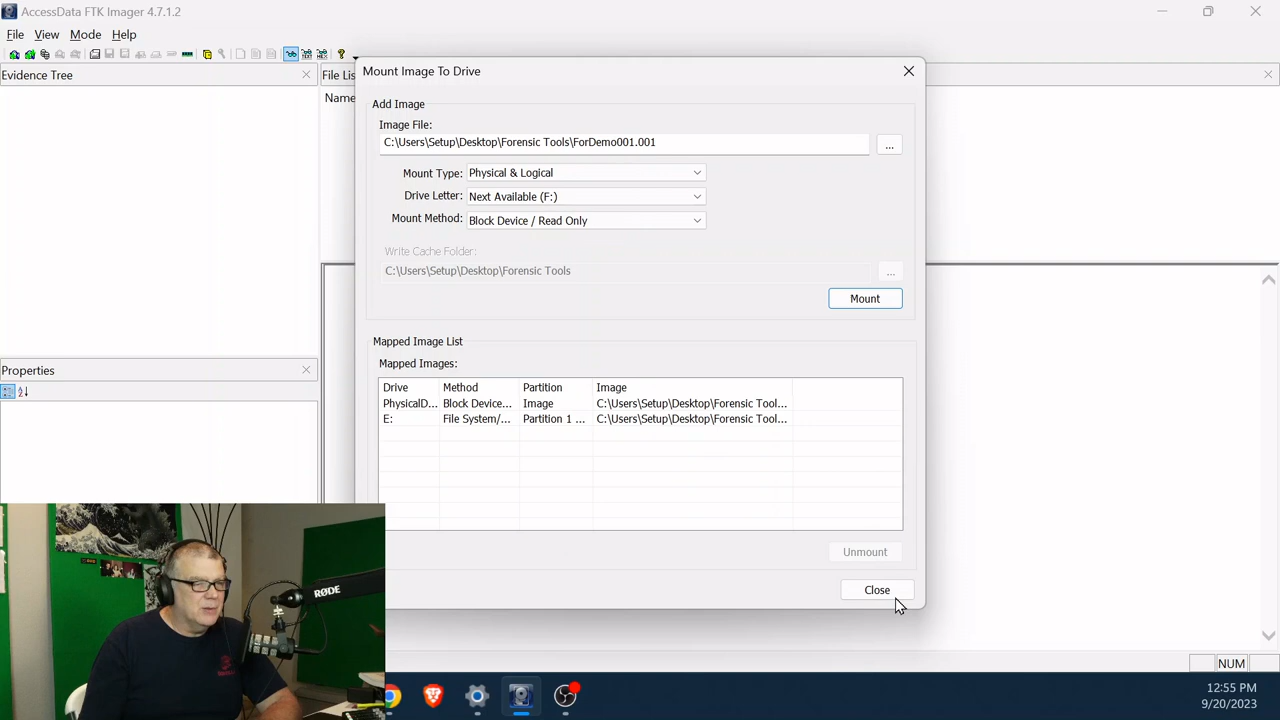 AccessData FTK Imager 4.7.1.2
File View Mode Help
Evidence Tree
File Lis
Name
Mount Image To Drive
Add Image
Image File:
C:\Users\Setup\Desktop\Forensic Tools\ForDemo001.001
...
Mount Type: Physical & Logical
Drive Letter: Next Available (F:)
Mount Method: Block Device / Read Only
Write Cache Folder:
C:\Users\Setup\Desktop\Forensic Tools
...
Mount
Properties
Mapped Image List
Mapped Images:
Drive Method Partition Image
PhysicalD... Block Device... Image C:\Users\Setup\Desktop\Forensic Tool...
E: File System/... Partition 1 ... C:\Users\Setup\Desktop\Forensic Tool...
Unmount
Close
RØDE
NUM
12:55 PM
9/20/2023